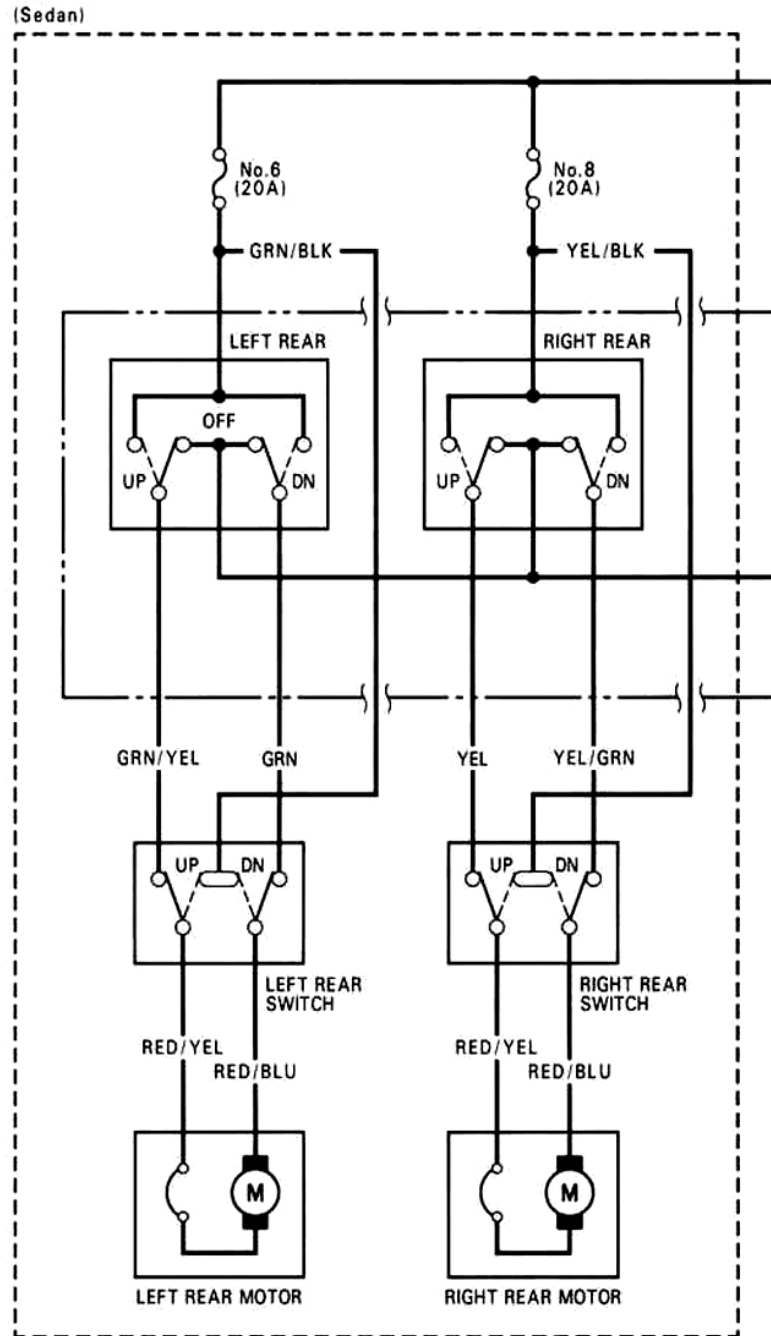 (Sedan)
No.6
(20A)
No.8
(20A)
GRN/BLK
YEL/BLK
LEFT REAR
RIGHT REAR
OFF
UP
DN
UP
DN
GRN/YEL
GRN
YEL
YEL/GRN
UP
DN
UP
DN
LEFT REAR
SWITCH
RIGHT REAR
SWITCH
RED/YEL
RED/BLU
RED/YEL
RED/BLU
M
M
LEFT REAR MOTOR
RIGHT REAR MOTOR